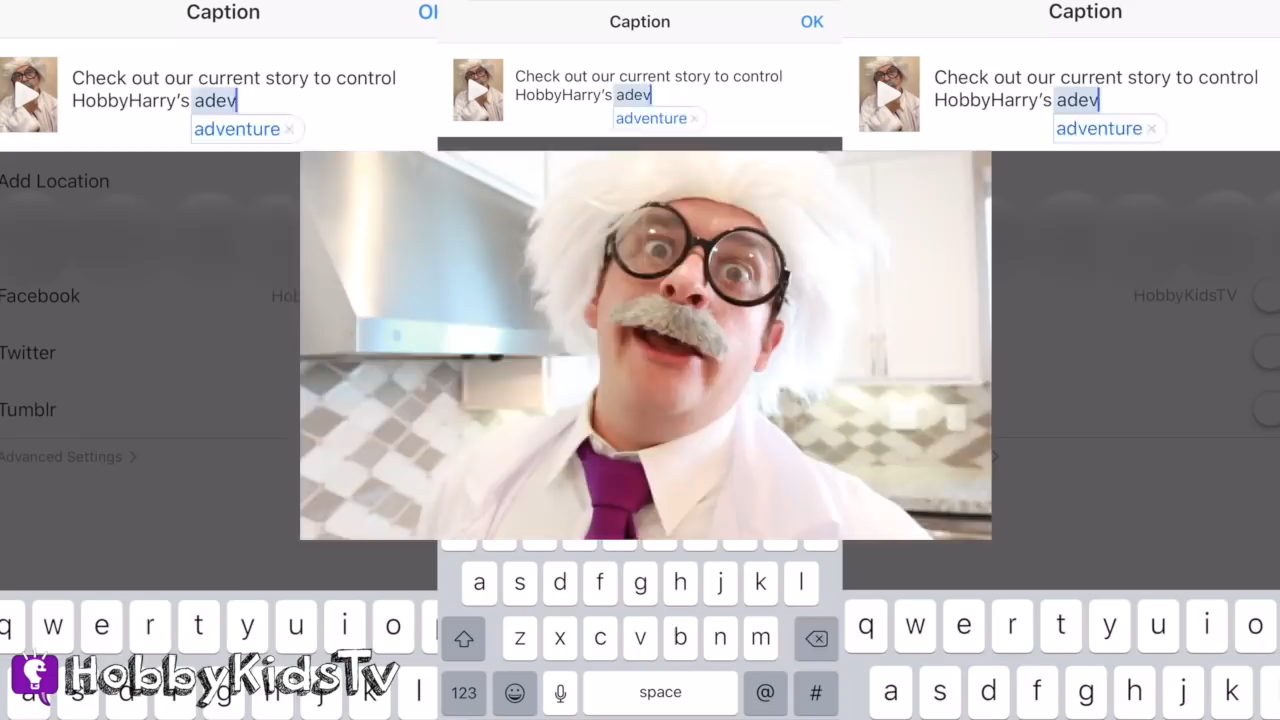 Caption
OK
Check out our current story to control
HobbyHarry's adev
adventure ×
Add Location
Facebook
Twitter
Tumblr
Advanced Settings >
q w e r t y u i o
a s d f g h j k l
HobbyKidsTv
Caption
OK
Check out our current story to control
HobbyHarry's adev
adventure ×
a s d f g h j k l
z x c v b n m
123 space @ #
Caption
Check out our current story to control
HobbyHarry's adev
adventure ×
HobbyKidsTV
q w e r t y u i o
a s d f g h j k